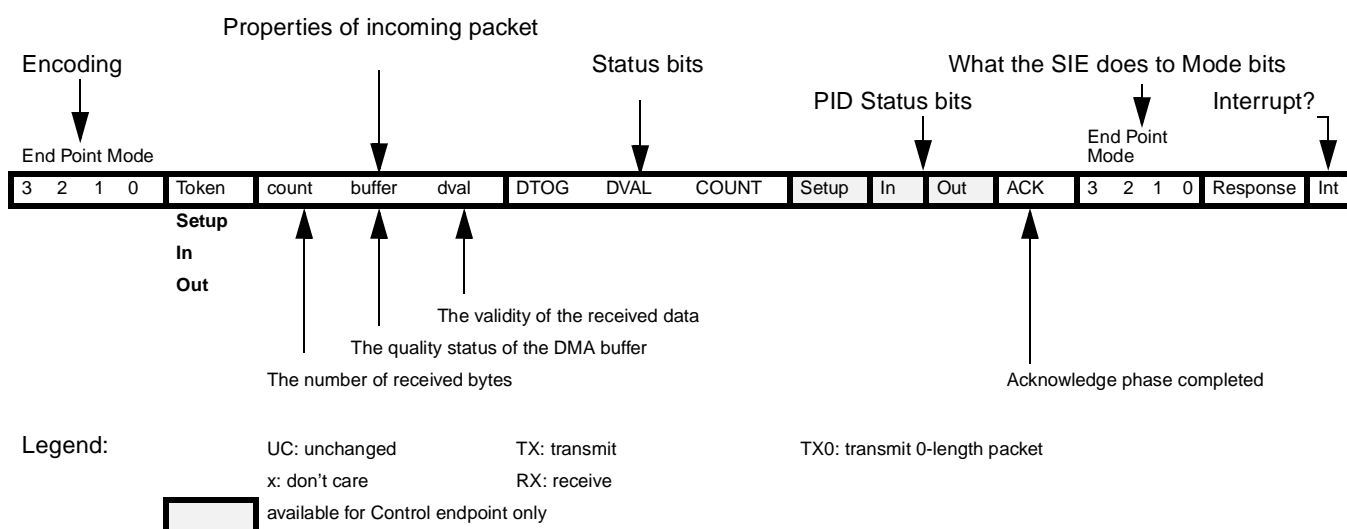 Properties of incoming packet
Encoding
Status bits
What the SIE does to Mode bits
PID Status bits
Interrupt?
End Point Mode
End Point
Mode
3 2 1 0 Token count buffer dval DTOG DVAL COUNT Setup In Out ACK 3 2 1 0 Response Int
Setup
In
Out
The validity of the received data
The quality status of the DMA buffer
The number of received bytes
Acknowledge phase completed
Legend:
UC: unchanged
TX: transmit
TX0: transmit 0-length packet
x: don't care
RX: receive
available for Control endpoint only